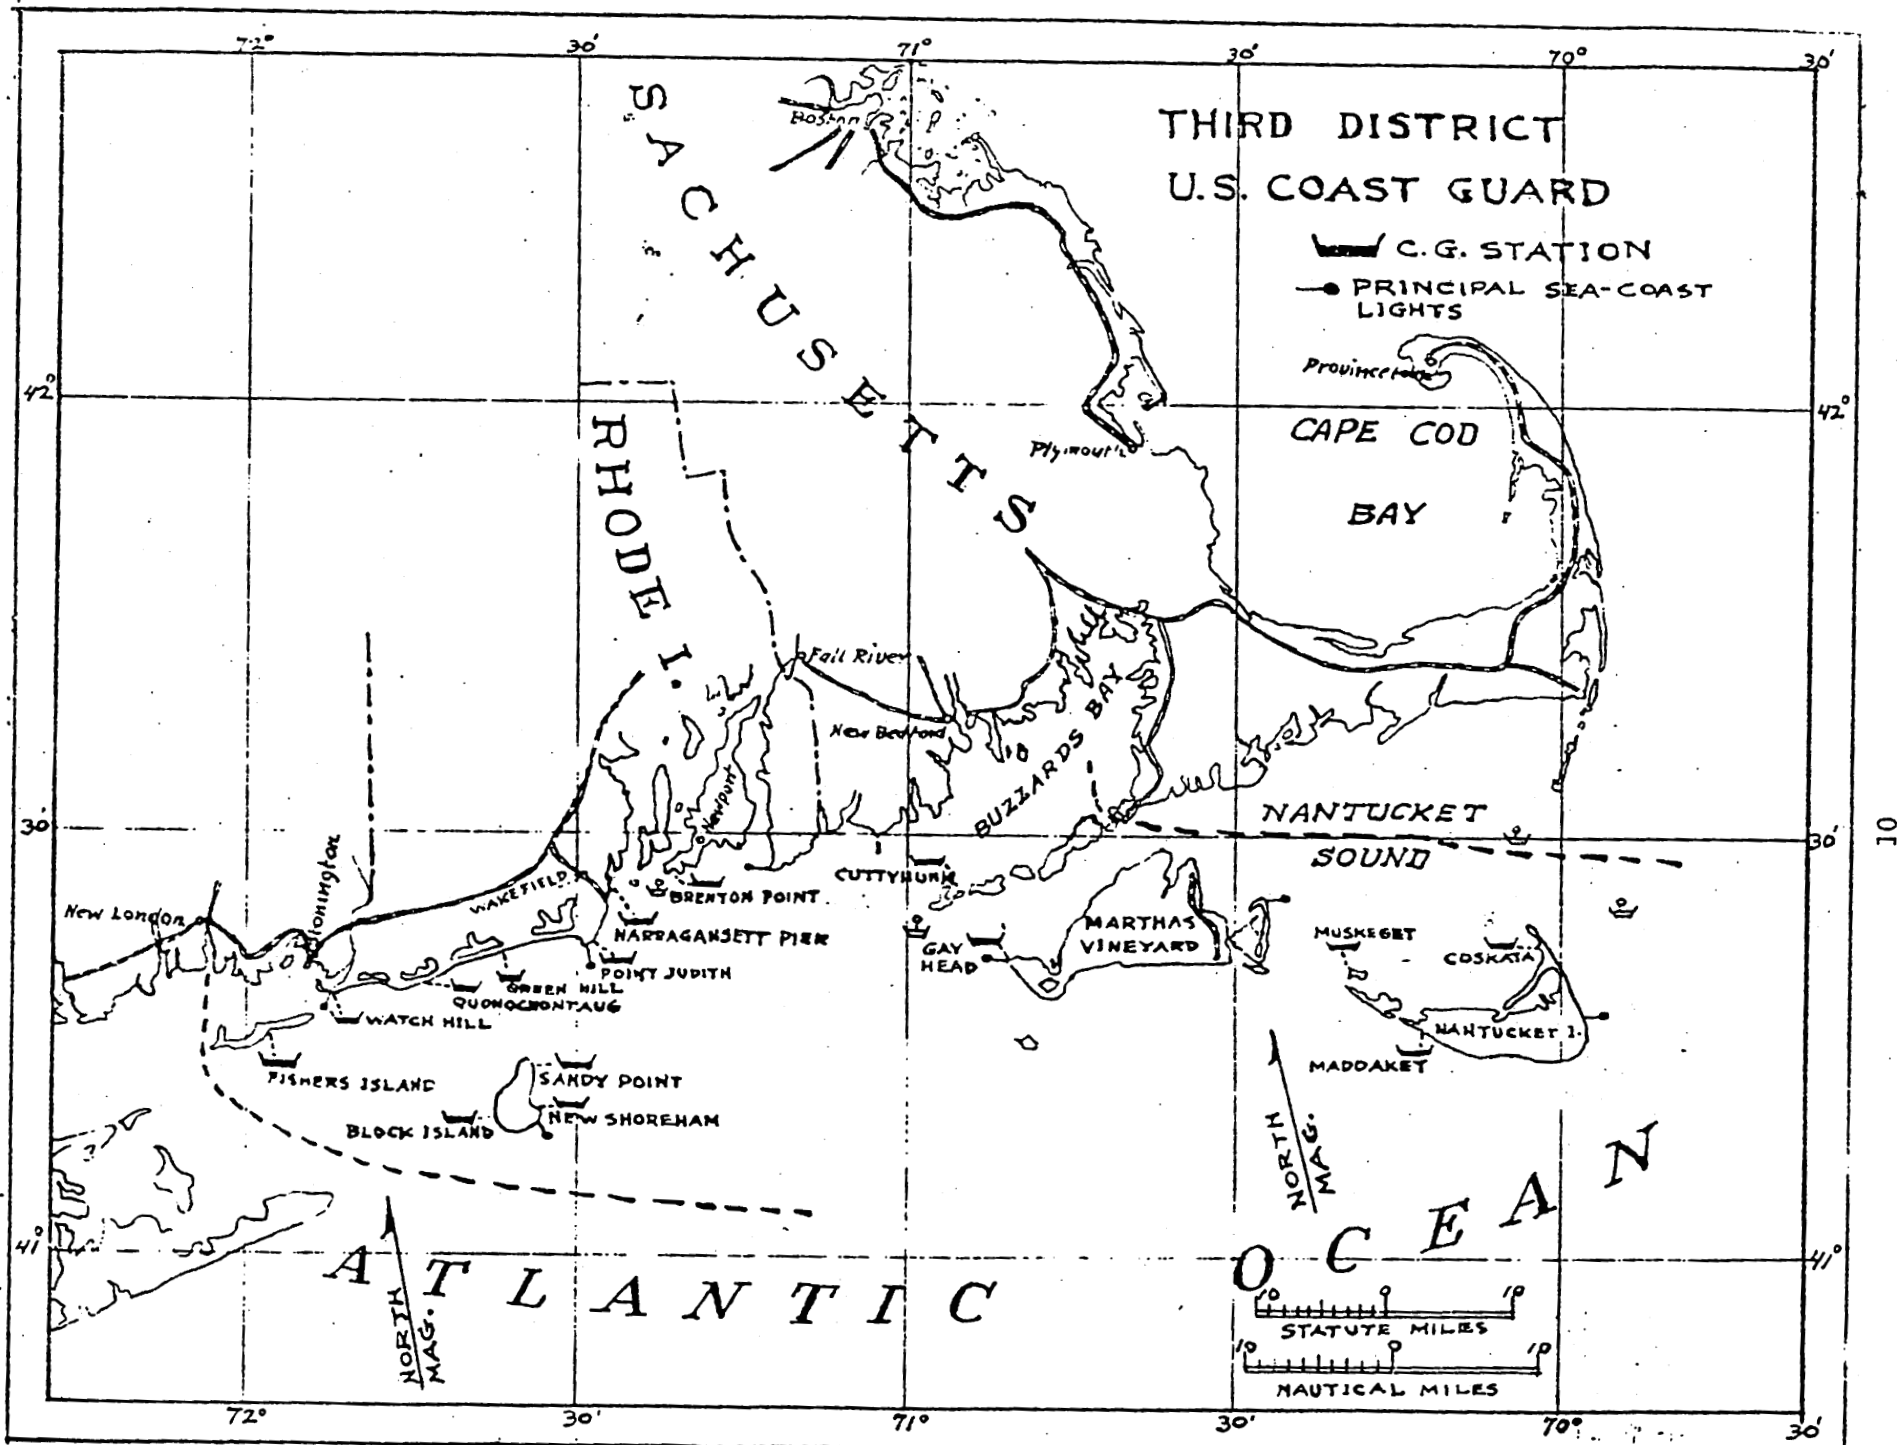 72° 30' 71° 30' 70° 30'
THIRD DISTRICT
U.S. COAST GUARD
C.G. STATION
PRINCIPAL SEA-COAST
LIGHTS
Boston
SACHUSETTS
RHODE I.
Provincetown
42° 42°
CAPE COD
BAY
Plymouth
Fall River
New Bedford
BUZZARDS BAY
Newport
NANTUCKET
SOUND
30' 30'
10
Stonington
New London
WAKEFIELD
BRENTON POINT
CUTTYHUNK
NARRAGANSETT PIER
POINT JUDITH
GREEN HILL
QUONOCHONTAUG
WATCH HILL
GAY
HEAD
MARTHAS
VINEYARD
MUSKEGET
COSKATA
NANTUCKET I.
MADDAKET
FISHERS ISLAND
SANDY POINT
NEW SHOREHAM
BLOCK ISLAND
NORTH
MAG.
NORTH
MAG.
41° 41°
ATLANTIC OCEAN
10 0 10
STATUTE MILES
10 0 10
NAUTICAL MILES
72° 30' 71° 30' 70° 30'